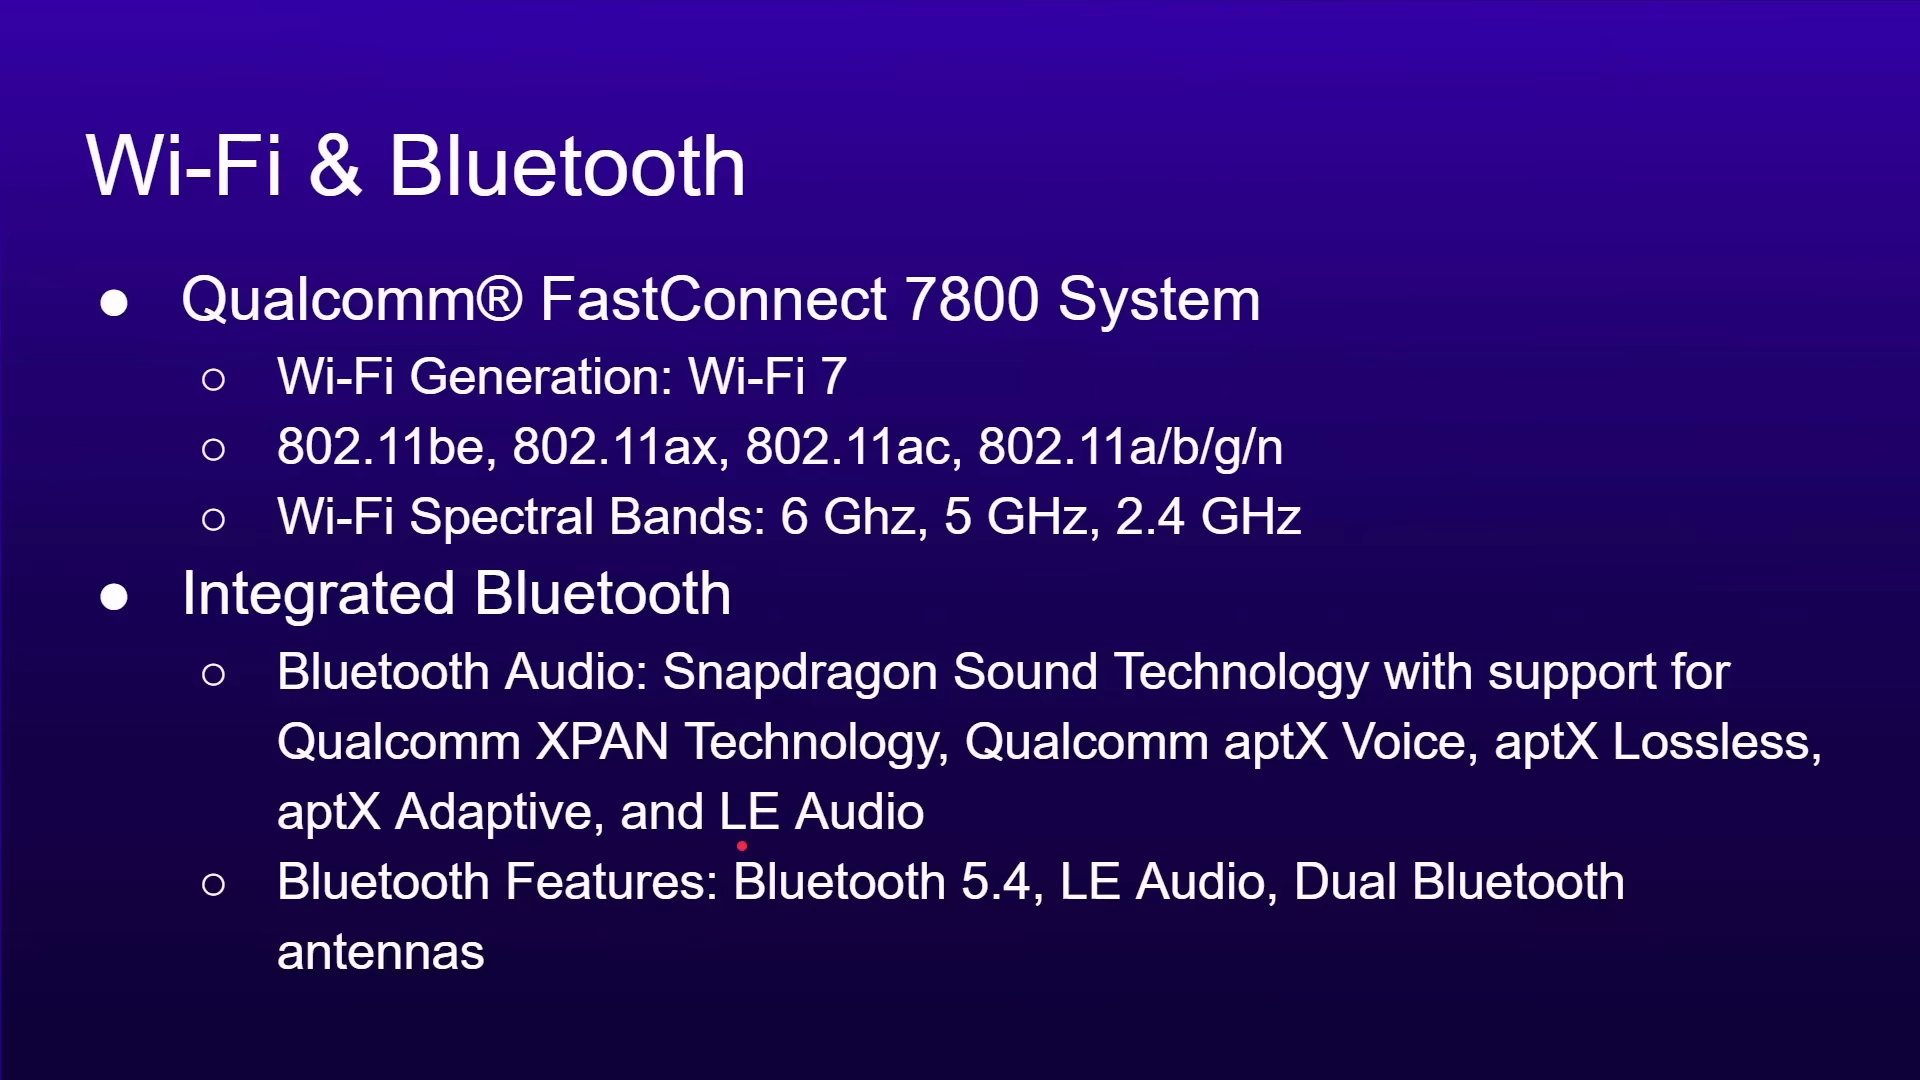 Wi-Fi & Bluetooth
● Qualcomm® FastConnect 7800 System
○ Wi-Fi Generation: Wi-Fi 7
○ 802.11be, 802.11ax, 802.11ac, 802.11a/b/g/n
○ Wi-Fi Spectral Bands: 6 Ghz, 5 GHz, 2.4 GHz
● Integrated Bluetooth
○ Bluetooth Audio: Snapdragon Sound Technology with support for
Qualcomm XPAN Technology, Qualcomm aptX Voice, aptX Lossless,
aptX Adaptive, and LE Audio
○ Bluetooth Features: Bluetooth 5.4, LE Audio, Dual Bluetooth
antennas